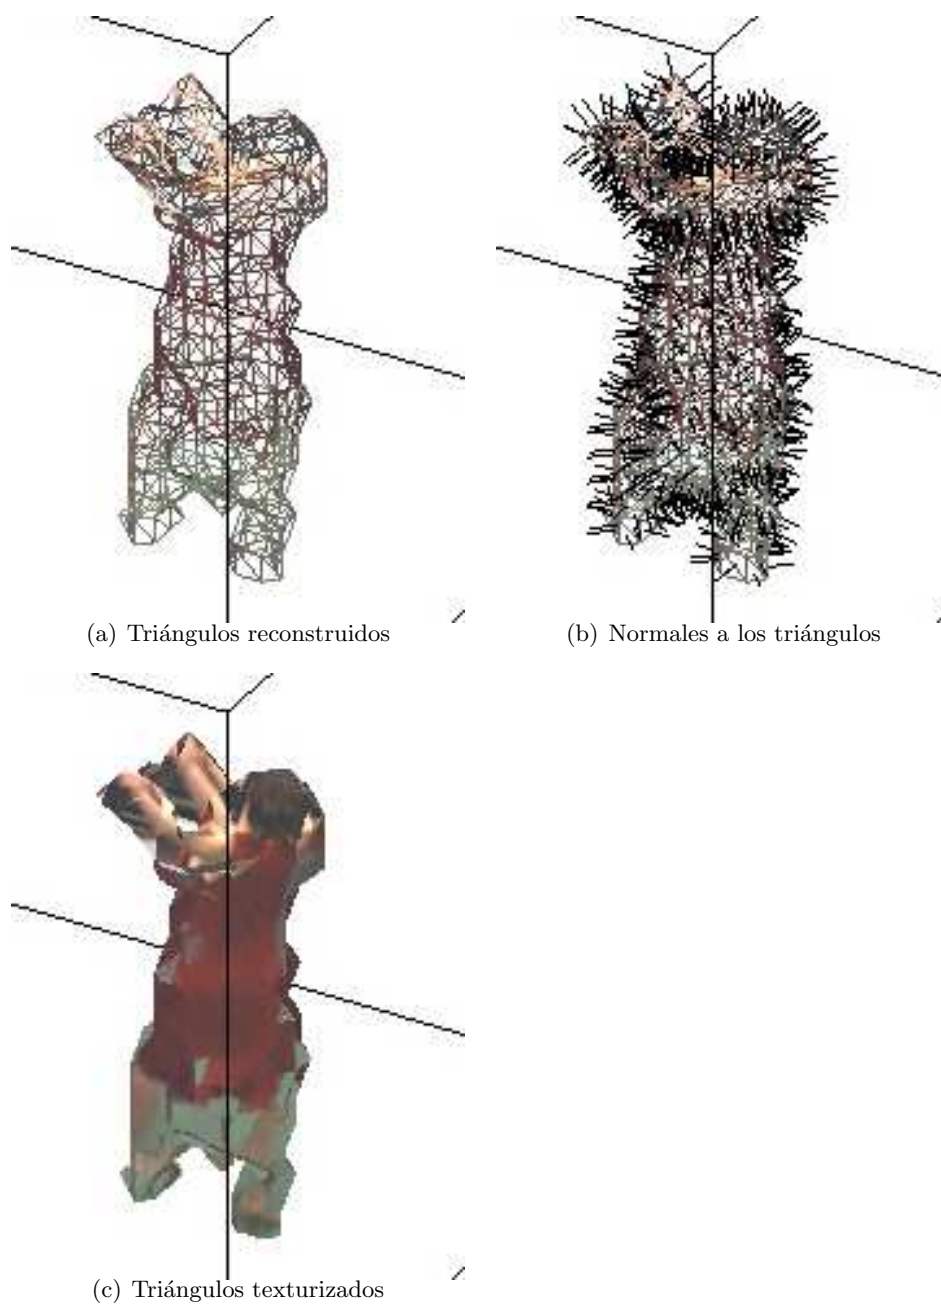 (a) Triángulos reconstruidos
(b) Normales a los triángulos
(c) Triángulos texturizados